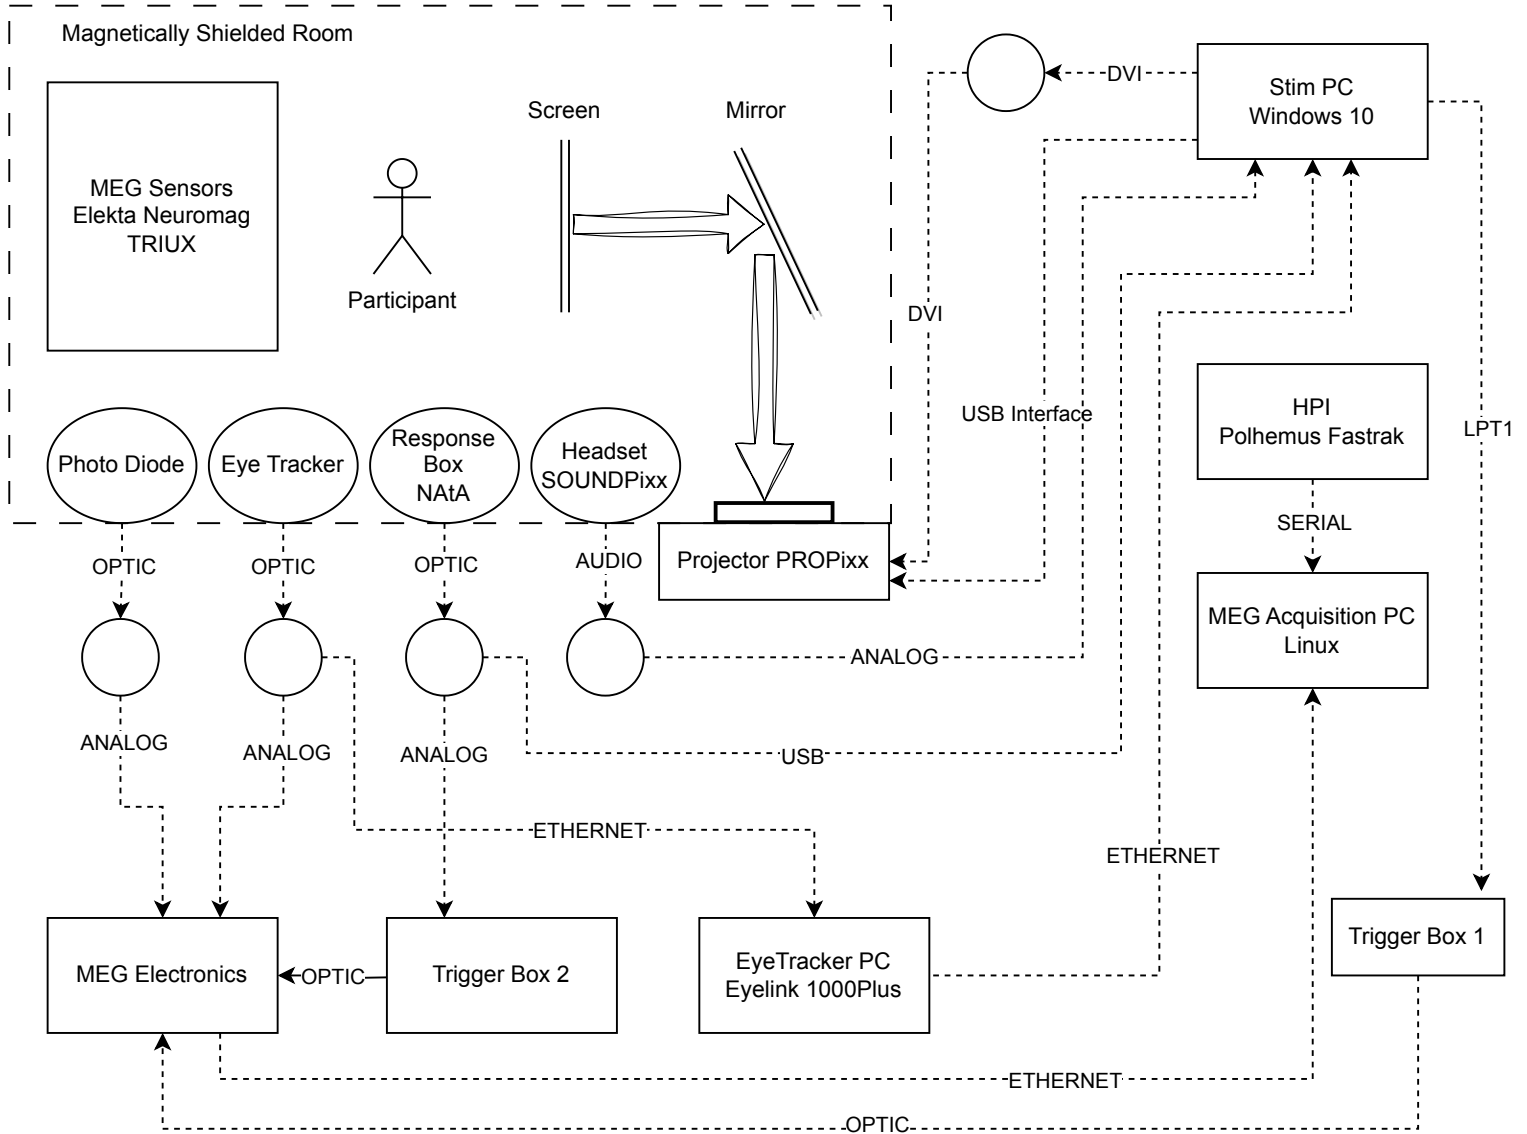 Magnetically Shielded Room
MEG Sensors
Elekta Neuromag
TRIUX
Participant
Screen
Mirror
DVI
Stim PC
Windows 10
DVI
USB Interface
HPI
Polhemus Fastrak
LPT1
Photo Diode
Eye Tracker
Response
Box
NAtA
Headset
SOUNDPixx
Projector PROPixx
SERIAL
OPTIC
OPTIC
OPTIC
AUDIO
MEG Acquisition PC
Linux
ANALOG
ANALOG
ANALOG
ANALOG
USB
ETHERNET
ETHERNET
MEG Electronics
OPTIC
Trigger Box 2
EyeTracker PC
Eyelink 1000Plus
Trigger Box 1
ETHERNET
OPTIC